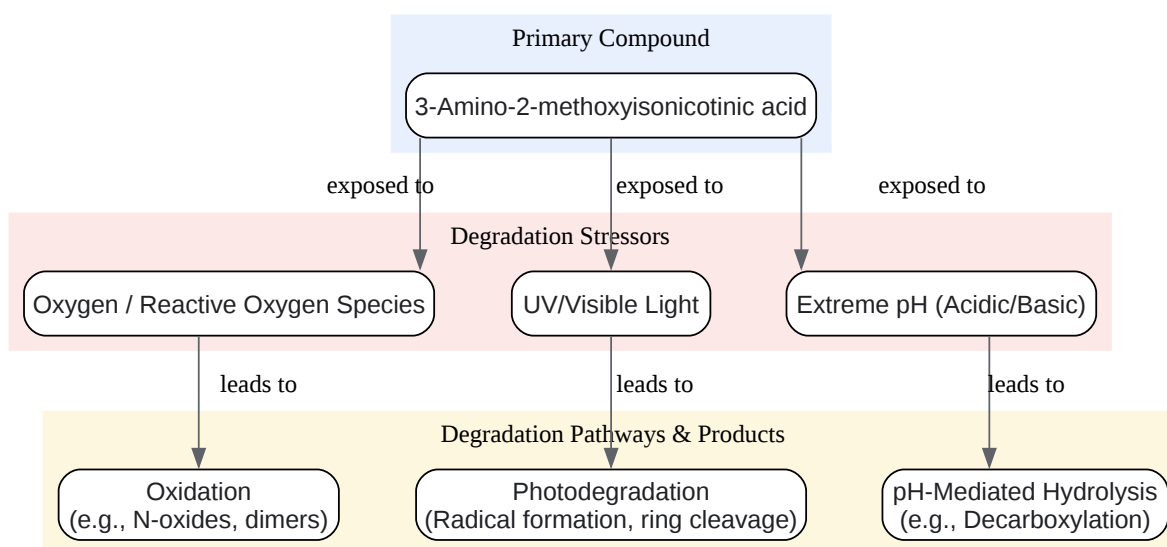 Primary Compound
3-Amino-2-methoxyisonicotinic acid
exposed to
exposed to
exposed to
Degradation Stressors
Oxygen / Reactive Oxygen Species
UV/Visible Light
Extreme pH (Acidic/Basic)
leads to
leads to
leads to
Degradation Pathways & Products
Oxidation
(e.g., N-oxides, dimers)
Photodegradation
(Radical formation, ring cleavage)
pH-Mediated Hydrolysis
(e.g., Decarboxylation)